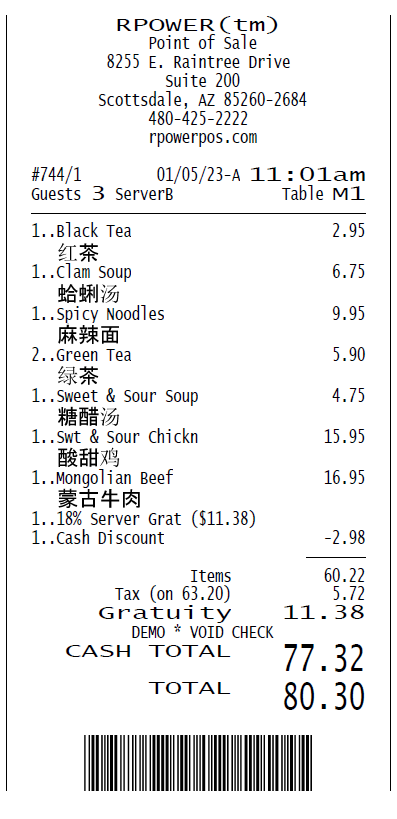 RPOWER(tm)
Point of Sale
8255 E. Raintree Drive
Suite 200
Scottsdale, AZ 85260-2684
480-425-2222
rpowerpos.com
#744/1 01/05/23-A 11:01am
Guests 3 ServerB Table M1
1..Black Tea 2.95
红茶
1..Clam Soup 6.75
蛤蜊汤
1..Spicy Noodles 9.95
麻辣面
2..Green Tea 5.90
绿茶
1..Sweet & Sour Soup 4.75
糖醋汤
1..Swt & Sour Chickn 15.95
酸甜鸡
1..Mongolian Beef 16.95
蒙古牛肉
1..18% Server Grat ($11.38)
1..Cash Discount -2.98
Items 60.22
Tax (on 63.20) 5.72
Gratuity 11.38
DEMO * VOID CHECK
CASH TOTAL 77.32
TOTAL 80.30